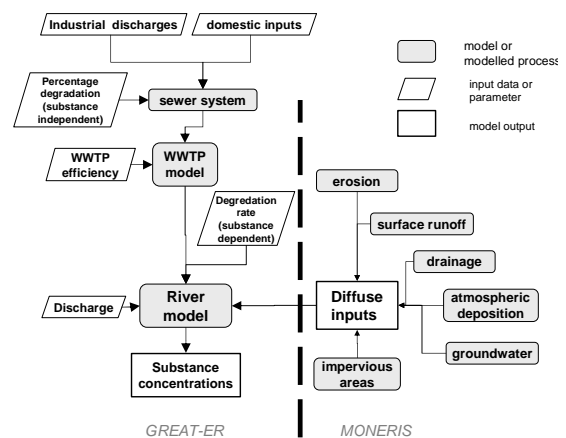 Industrial discharges
domestic inputs
Percentage
degradation
(substance
independent)
sewer system
WWTP
efficiency
WWTP
model
Degredation
rate
(substance
dependent)
Discharge
River
model
Substance
concentrations
GREAT-ER
model or
modelled process
input data or
parameter
model output
erosion
surface runoff
drainage
Diffuse
inputs
atmospheric
deposition
groundwater
impervious
areas
MONERIS